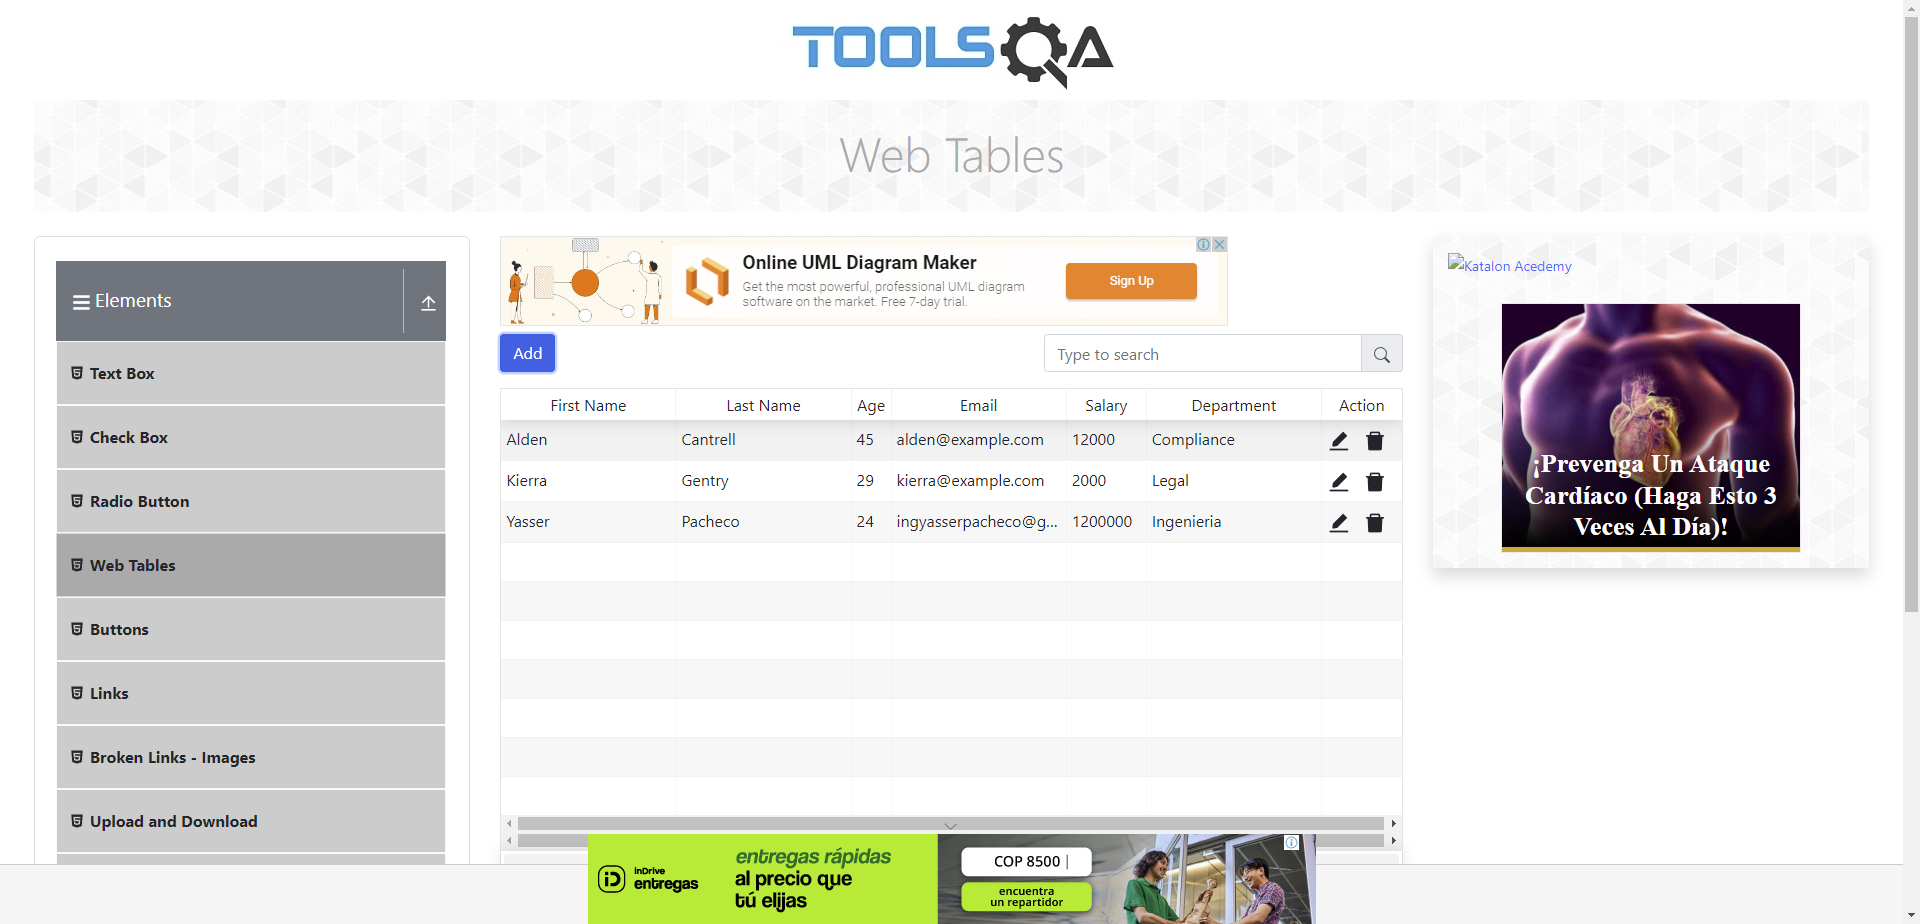 TOOLSQA
Web Tables
Elements
Text Box
Check Box
Radio Button
Web Tables
Buttons
Links
Broken Links - Images
Upload and Download
Online UML Diagram Maker
Get the most powerful, professional UML diagram
software on the market. Free 7-day trial.
Sign Up
Add
Type to search
First Name Last Name Age Email Salary Department Action
Alden Cantrell 45 alden@example.com 12000 Compliance
Kierra Gentry 29 kierra@example.com 2000 Legal
Yasser Pacheco 24 ingyasserpacheco@g... 1200000 Ingenieria
Katalon Acedemy
¡Prevenga Un Ataque
Cardíaco (Haga Esto 3
Veces Al Día)!
inDrive
entregas
entregas rápidas
al precio que
tú elijas
COP 8500 |
encuentra
un repartidor